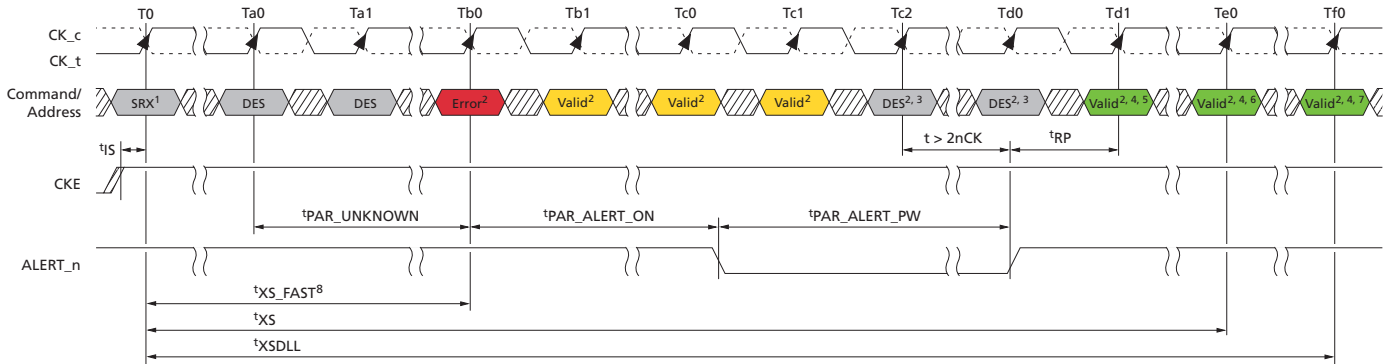 T0 Ta0 Ta1 Tb0 Tb1 Tc0 Tc1 Tc2 Td0 Td1 Te0 Tf0
CK_c
CK_t
Command/
Address
SRX1 DES DES Error2 Valid2 Valid2 Valid2 DES2, 3 DES2, 3 Valid2, 4, 5 Valid2, 4, 6 Valid2, 4, 7
tIS t > 2nCK tRP
CKE
tPAR_UNKNOWN tPAR_ALERT_ON tPAR_ALERT_PW
ALERT_n
tXS_FAST8
tXS
tXSDLL